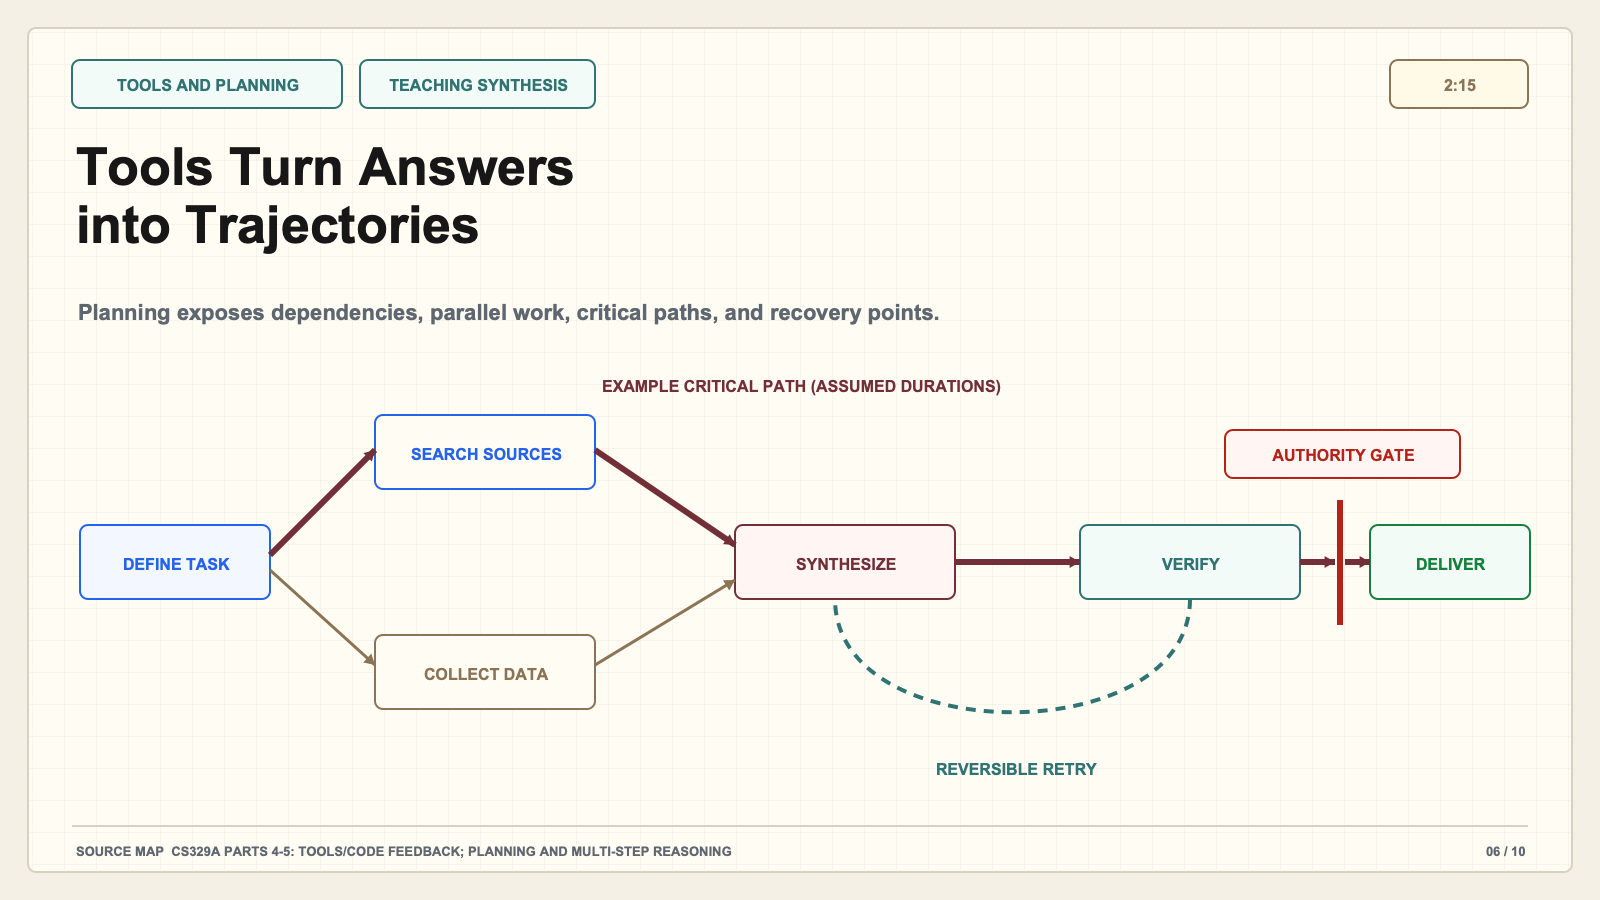 TOOLS AND PLANNING
TEACHING SYNTHESIS
2:15
Tools Turn Answers
into Trajectories
Planning exposes dependencies, parallel work, critical paths, and recovery points.
EXAMPLE CRITICAL PATH (ASSUMED DURATIONS)
SEARCH SOURCES
AUTHORITY GATE
DEFINE TASK
SYNTHESIZE
VERIFY
DELIVER
COLLECT DATA
REVERSIBLE RETRY
SOURCE MAP  CS329A PARTS 4-5: TOOLS/CODE FEEDBACK; PLANNING AND MULTI-STEP REASONING
06 / 10